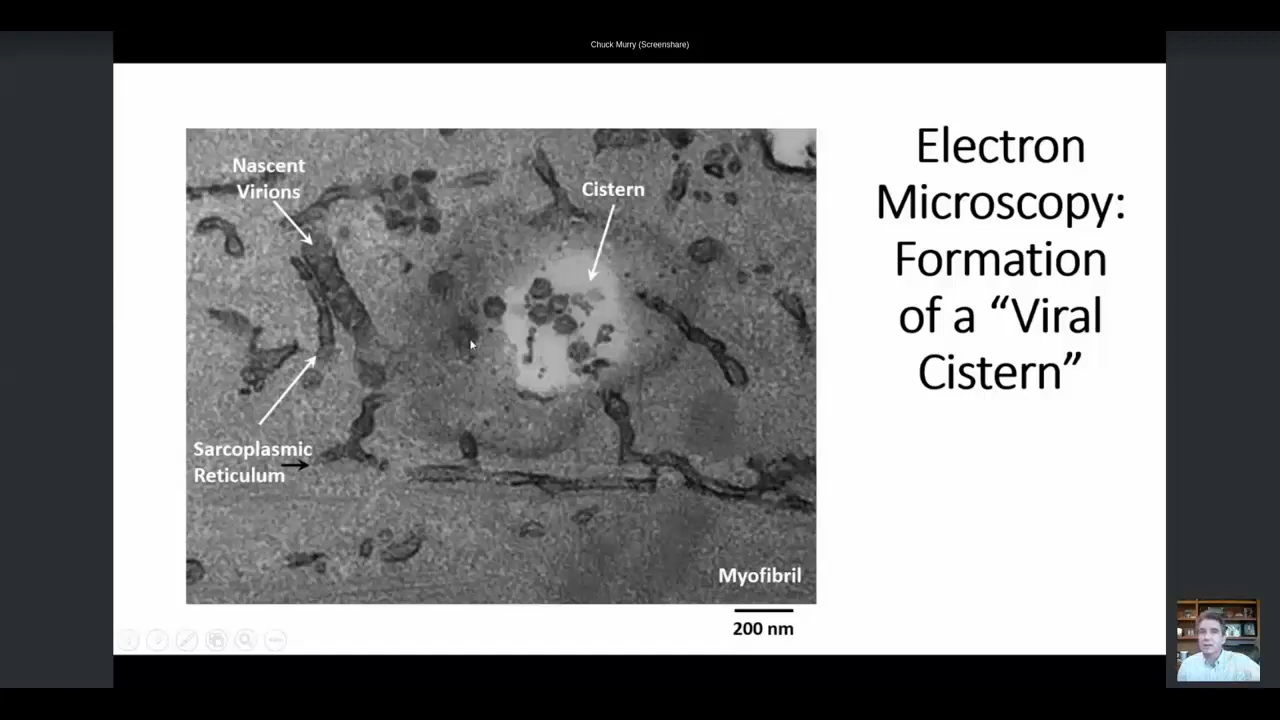 Chuck Murry (Screenshare)
Nascent
Virions
Cistern
Sarcoplasmic
Reticulum
Myofibril
200 nm
Electron
Microscopy:
Formation
of a “Viral
Cistern”